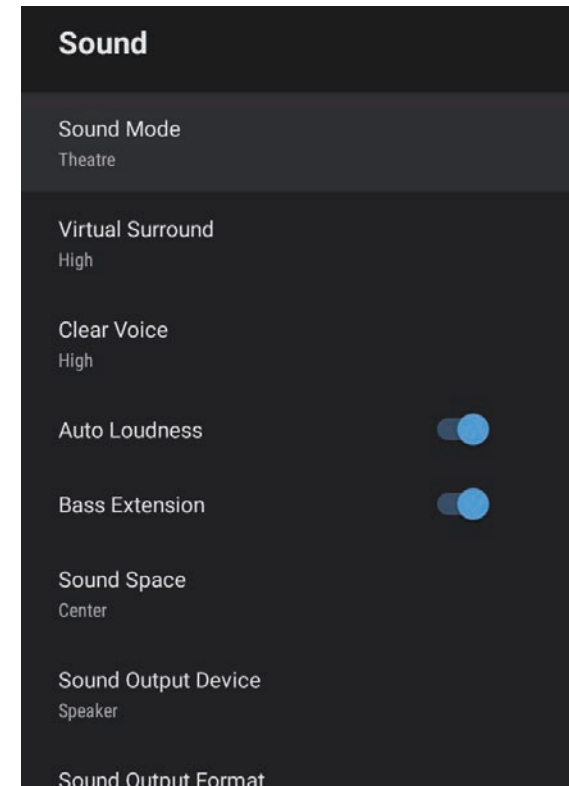 Sound
Sound Mode
Theatre
Virtual Surround
High
Clear Voice
High
Auto Loudness
Bass Extension
Sound Space
Center
Sound Output Device
Speaker
Sound Output Format